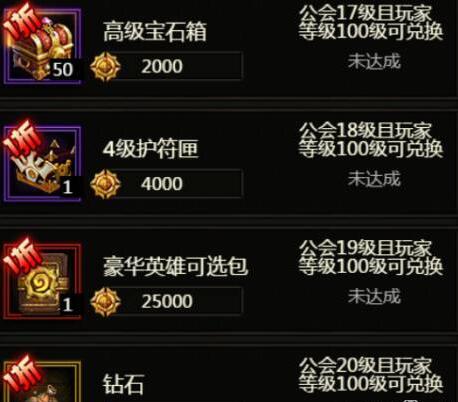 公会17级且玩家
高级宝石箱
等级100级可兑换
1折
50
2000
未达成
公会18级且玩家
4级护符匣
等级100级可兑换
1折
1
4000
未达成
公会19级且玩家
豪华英雄可选包
等级100级可兑换
1折
1
25000
未达成
公会20级且玩家
钻石
等级100级可兑换
1折